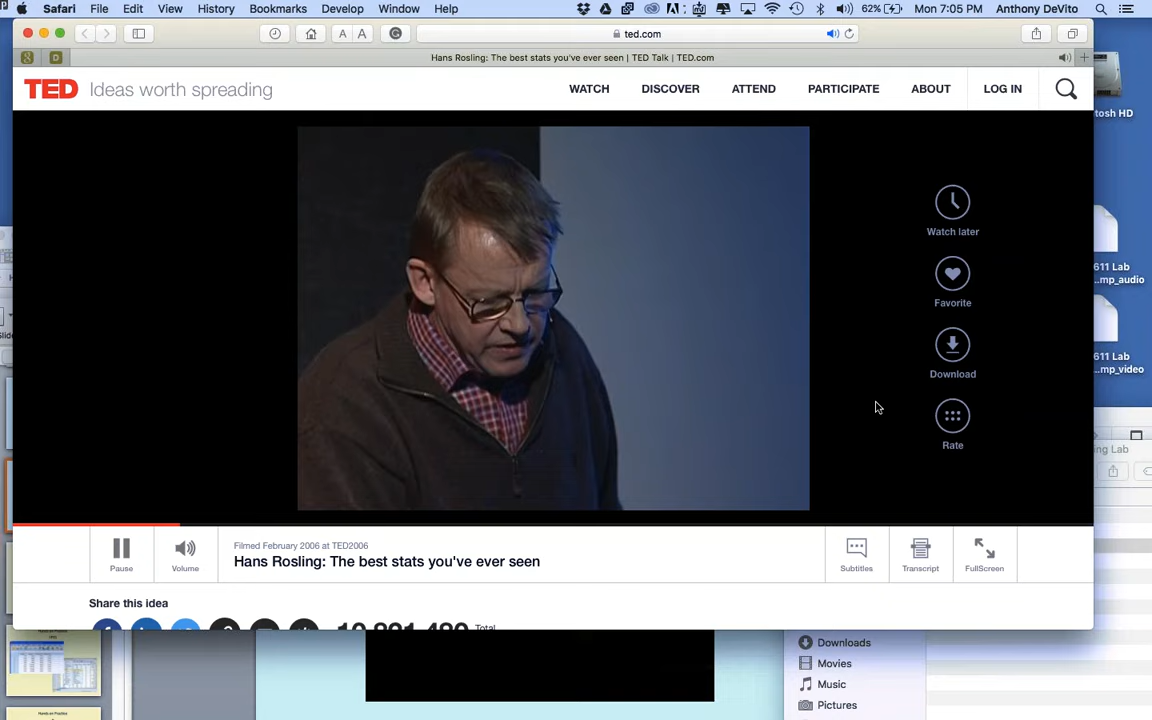 Safari File Edit View History Bookmarks Develop Window Help 62% Mon 7:05 PM Anthony DeVito
A A ted.com
Hans Rosling: The best stats you've ever seen | TED Talk | TED.com
TED Ideas worth spreading WATCH DISCOVER ATTEND PARTICIPATE ABOUT LOG IN
tosh HD
Watch later
611 Lab
...mp_audio
Favorite
Download
611 Lab
...mp_video
Rate
ing Lab
Filmed February 2006 at TED2006
Hans Rosling: The best stats you've ever seen
Pause Volume Subtitles Transcript FullScreen
Share this idea
Total
Downloads
Movies
Music
Pictures